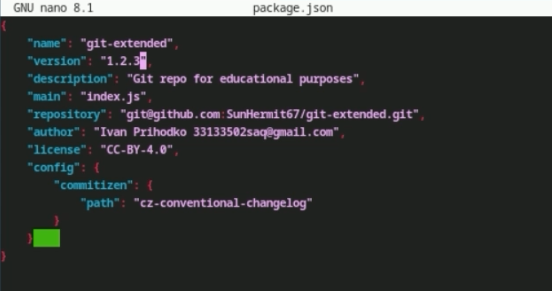 GNU nano 8.1 package.json
{
"name": "git-extended",
"version": "1.2.3",
"description": "Git repo for educational purposes",
"main": "index.js",
"repository": "git@github.com:SunHermit67/git-extended.git",
"author": "Ivan Prihodko 33133502saq@gmail.com",
"license": "CC-BY-4.0",
"config": {
"commitizen": {
"path": "cz-conventional-changelog"
}
}
}